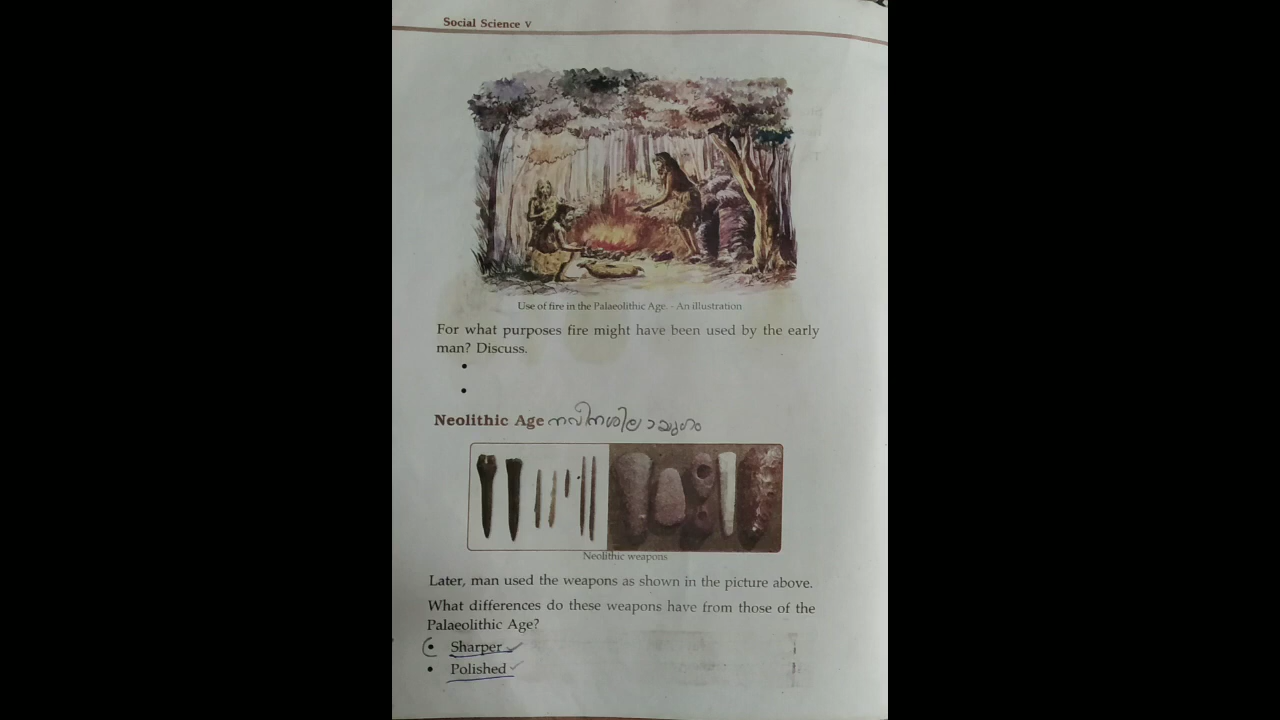 Social Science V
Use of fire in the Palaeolithic Age. - An illustration
For what purposes fire might have been used by the early
man? Discuss.
•
•
Neolithic Age നവീനശിലായുഗം
Neolithic weapons
Later, man used the weapons as shown in the picture above.
What differences do these weapons have from those of the
Palaeolithic Age?
• Sharper
• Polished